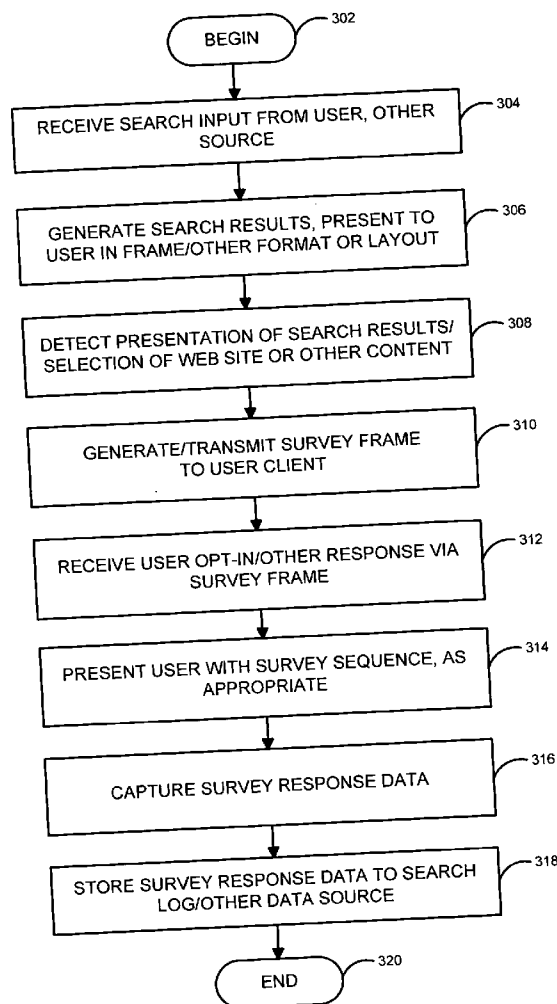 BEGIN
302
RECEIVE SEARCH INPUT FROM USER, OTHER
SOURCE
304
GENERATE SEARCH RESULTS, PRESENT TO
USER IN FRAME/OTHER FORMAT OR LAYOUT
306
DETECT PRESENTATION OF SEARCH RESULTS/
SELECTION OF WEB SITE OR OTHER CONTENT
308
GENERATE/TRANSMIT SURVEY FRAME
TO USER CLIENT
310
RECEIVE USER OPT-IN/OTHER RESPONSE VIA
SURVEY FRAME
312
PRESENT USER WITH SURVEY SEQUENCE, AS
APPROPRIATE
314
CAPTURE SURVEY RESPONSE DATA
316
STORE SURVEY RESPONSE DATA TO SEARCH
LOG/OTHER DATA SOURCE
318
END
320